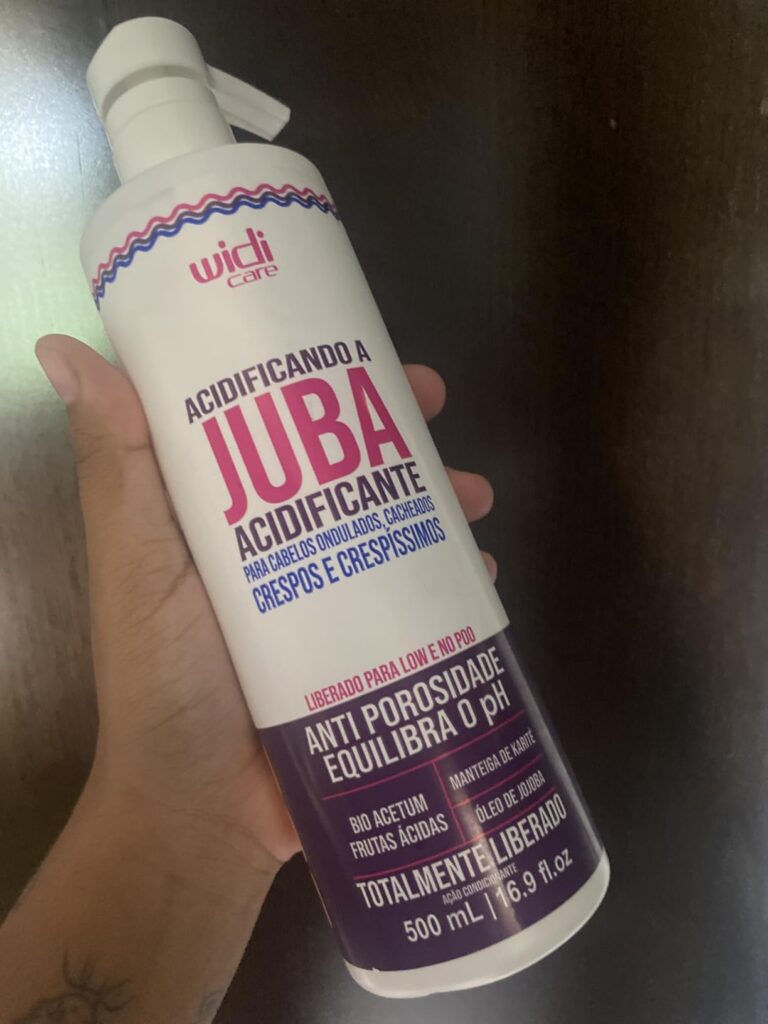 widi
care
ACIDIFICANDO A
JUBA
ACIDIFICANTE
PARA CABELOS ONDULADOS, CACHEADOS
CRESPOS E CRESPÍSSIMOS
LIBERADO PARA LOW E NO POO
ANTI POROSIDADE
EQUILIBRA O pH
BIO ACETUM
FRUTAS ÁCIDAS
MANTEIGA DE KARITÉ
ÓLEO DE JOJOBA
TOTALMENTE LIBERADO
AÇÃO CONDICIONANTE
500 mL | 16.9 fl.oz